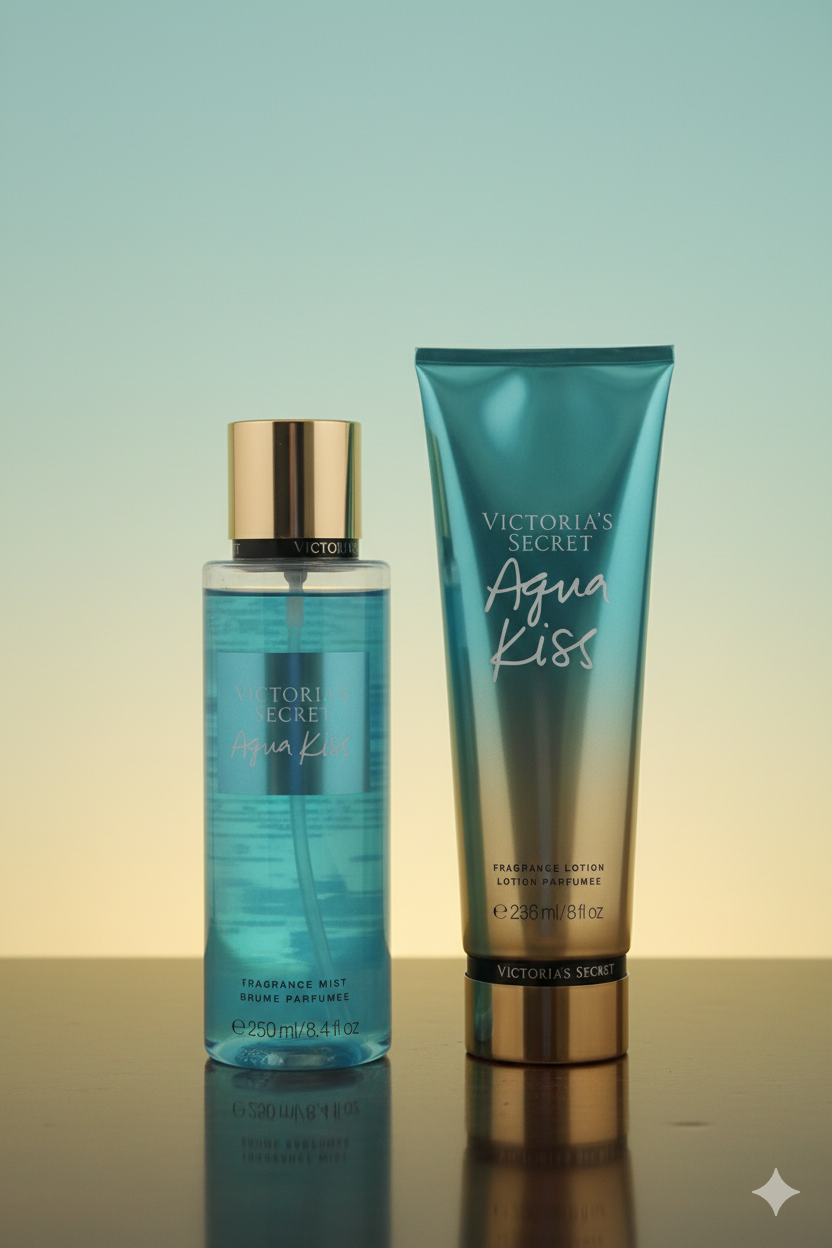 VICTORIA'S
SECRET
Aqua Kiss
FRAGRANCE MIST
BRUME PARFUMEE
℮ 250 ml/8.4 fl oz
VICTORIA'S
SECRET
Aqua
Kiss
FRAGRANCE LOTION
LOTION PARFUMEE
℮ 236 ml/8 fl oz
VICTORIA'S SECRET